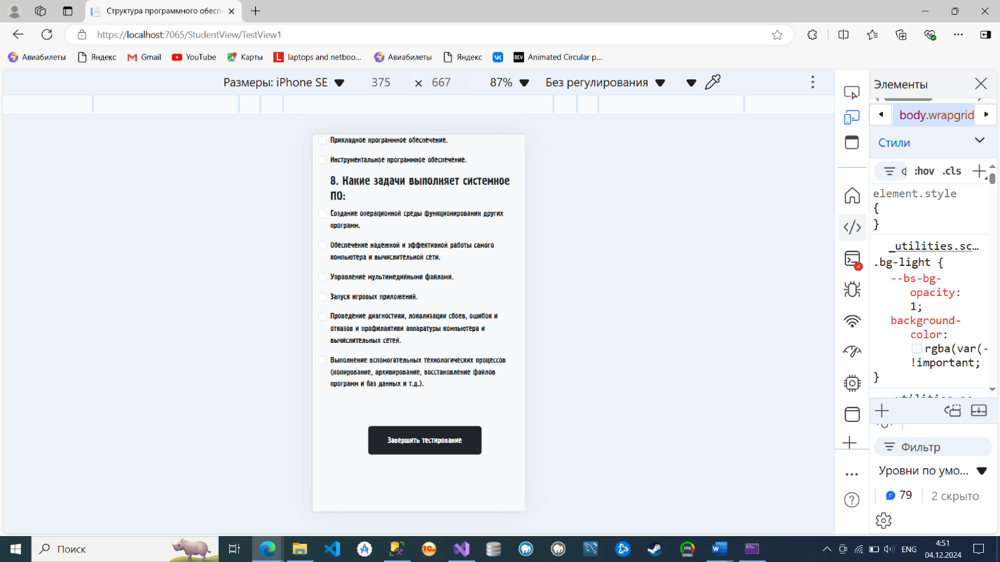 Структура программного обесп
https://localhost:7065/StudentView/TestView1
Авиабилеты Яндекс Gmail YouTube Карты laptops and netboo... Авиабилеты Яндекс Animated Circular p...
Размеры: iPhone SE 375 × 667 87% Без регулирования
Элементы
body.wrapgrid
Стили
:hov .cls
element.style
{
}
_utilities.sc...
.bg-light {
--bs-bg-
opacity:
1;
background-
color:
rgba(var(-
!important;
}
Фильтр
Уровни по умо...
79 2 скрыто
Прикладное программное обеспечение.
Инструментальное программное обеспечение.
8. Какие задачи выполняет системное
ПО:
Создание операционной среды функционирования других
программ.
Обеспечение надежной и эффективной работы самого
компьютера и вычислительной сети.
Управление мультимедийными файлами.
Запуск игровых приложений.
Проведение диагностики, локализации сбоев, ошибок и
отказов и профилактики аппаратуры компьютера и
вычислительных сетей.
Выполнение вспомогательных технологических процессов
(копирование, архивирование, восстановление файлов
программ и баз данных и т.д.).
Завершить тестирование
Поиск
ENG
4:51
04.12.2024